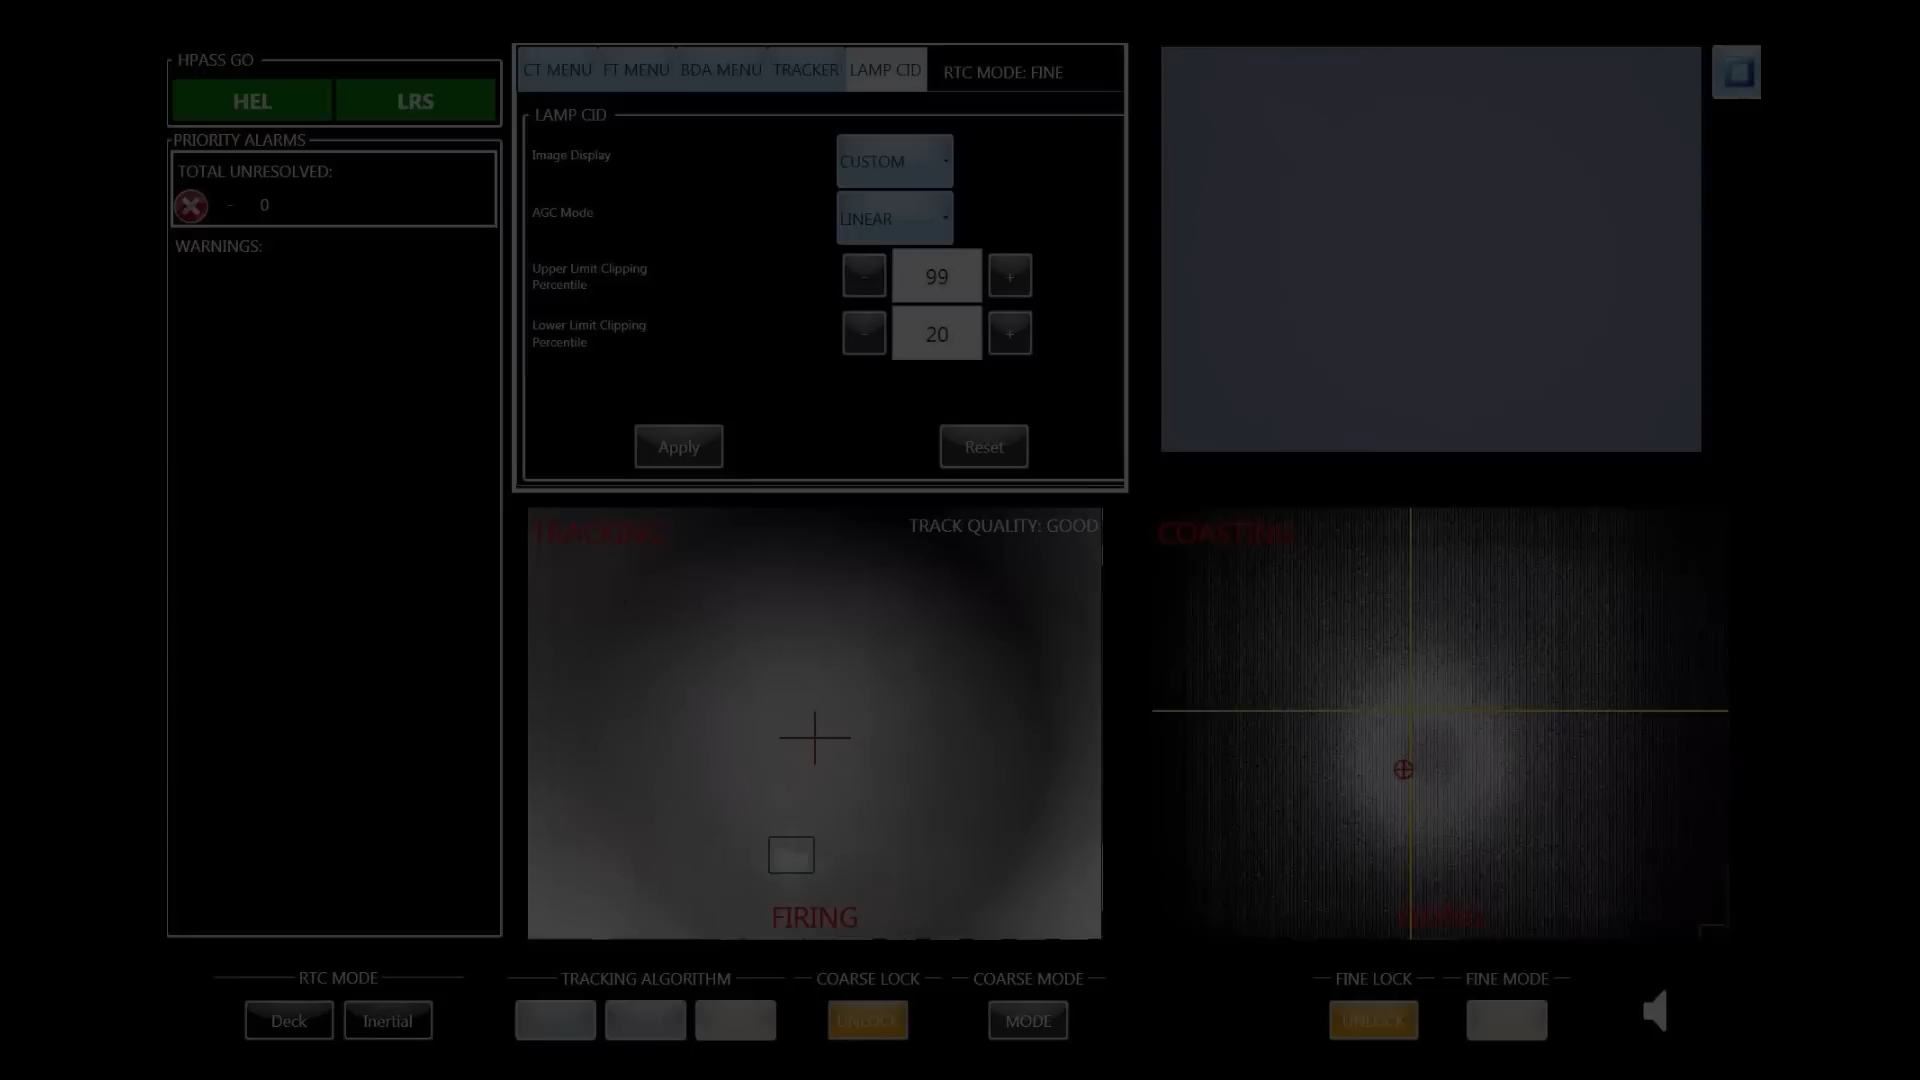 HPASS GO
HEL
LRS
PRIORITY ALARMS
TOTAL UNRESOLVED:
- 0
WARNINGS:
CT MENU FT MENU BDA MENU TRACKER LAMP CID RTC MODE: FINE
LAMP CID
Image Display
CUSTOM
AGC Mode
LINEAR
Upper Limit Clipping
Percentile
- 99 +
Lower Limit Clipping
Percentile
- 20 +
Apply
Reset
TRACKING
TRACK QUALITY: GOOD
FIRING
COASTING
RTC MODE
Deck
Inertial
TRACKING ALGORITHM
COARSE LOCK
UNLOCK
COARSE MODE
MODE
FINE LOCK
UNLOCK
FINE MODE